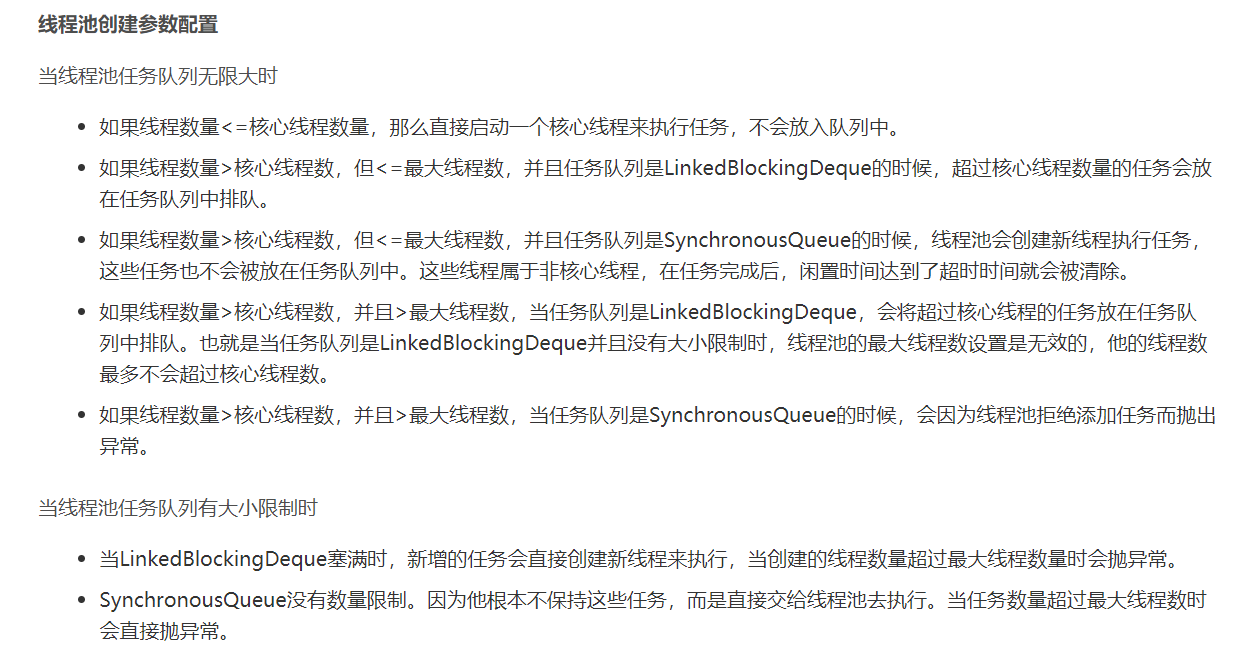 线程池创建参数配置
当线程池任务队列无限大时
如果线程数量<=核心线程数量，那么直接启动一个核心线程来执行任务，不会放入队列中。
如果线程数量>核心线程数，但<=最大线程数，并且任务队列是LinkedBlockingDeque的时候，超过核心线程数量的任务会放
在任务队列中排队。
如果线程数量>核心线程数，但<=最大线程数，并且任务队列是SynchronousQueue的时候，线程池会创建新线程执行任务，
这些任务也不会被放在任务队列中。这些线程属于非核心线程，在任务完成后，闲置时间达到了超时时间就会被清除。
如果线程数量>核心线程数，并且>最大线程数，当任务队列是LinkedBlockingDeque，会将超过核心线程的任务放在任务队
列中排队。也就是当任务队列是LinkedBlockingDeque并且没有大小限制时，线程池的最大线程数设置是无效的，他的线程数
最多不会超过核心线程数。
如果线程数量>核心线程数，并且>最大线程数，当任务队列是SynchronousQueue的时候，会因为线程池拒绝添加任务而抛出
异常。
当线程池任务队列有大小限制时
当LinkedBlockingDeque塞满时，新增的任务会直接创建新线程来执行，当创建的线程数量超过最大线程数量时会抛异常。
SynchronousQueue没有数量限制。因为他根本不保持这些任务，而是直接交给线程池去执行。当任务数量超过最大线程数时
会直接抛异常。